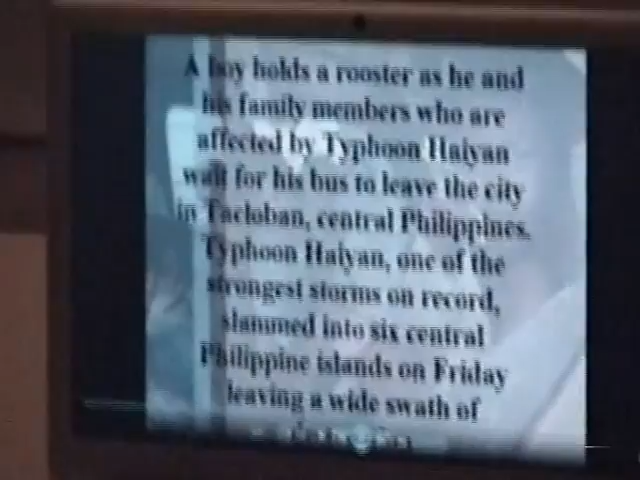 A boy holds a rooster as he and
his family members who are
affected by Typhoon Haiyan
wait for his bus to leave the city
in Tacloban, central Philippines.
Typhoon Haiyan, one of the
strongest storms on record,
slammed into six central
Philippine islands on Friday
leaving a wide swath of